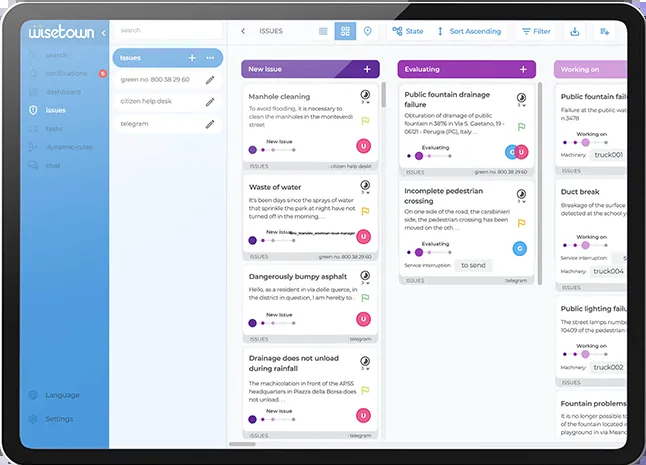 wisetown
search
notifications
6
dashboard
issues
tasks
dynamic-rules
chat
Language
Settings
search
Issues
green no. 800 38 29 60
citizen help desk
telegram
ISSUES
State
Sort Ascending
Filter
New Issue
Manhole cleaning
To avoid flooding, it is necessary to
clean the manholes in the monteverdi
street
3
New Issue
U
ISSUES
citizen help deskt
Waste of water
It's been days since the sprays of water
that sprinkle the park at night have not
turned off in the morning. ...
3
New Issue
U
ISSUES
green no. 800 38 29 60
Dangerously bumpy asphalt
Hello, as a resident in via delle querce, in
the district in question, I am hereby to...
3
New Issue
U
ISSUES
telegram
Drainage does not unload
during rainfall
The machicolation in front of the APSS
headquarters in Piazza della Borsa does
not unload. ...
3
New Issue
U
ISSUES
telegram
Evaluating
Public fountain drainage
failure
Obturation of drainage of public
fountain n.3876 in Via S. Gaetano, 19 -
06121 - Perugia (PG), Italy. ...
3
Evaluating
G U
ISSUES
green no. 800 38 29 60
Incomplete pedestrian
crossing
On one side of the road, the carabinieri
side, the pedestrian crossing has been
moved on the oth. ...
3
Evaluating
G
Service interruption: to send
ISSUES
telegram
Working on
Public fountain fail
Failure at the public wa
n.3478
Working on
Machinery: truck001
ISSUES
Duct break
Breakage of the surface
detected at the school y
Working on
Service interruption: s
Machinery: truck004
ISSUES
Public lighting failu
The street lamps numbe
10409 of the pedestrian
Working on
Machinery: truck002
ISSUES
Fountain problems
It is no longer possible to
of the fountain located i
playground in via Mean